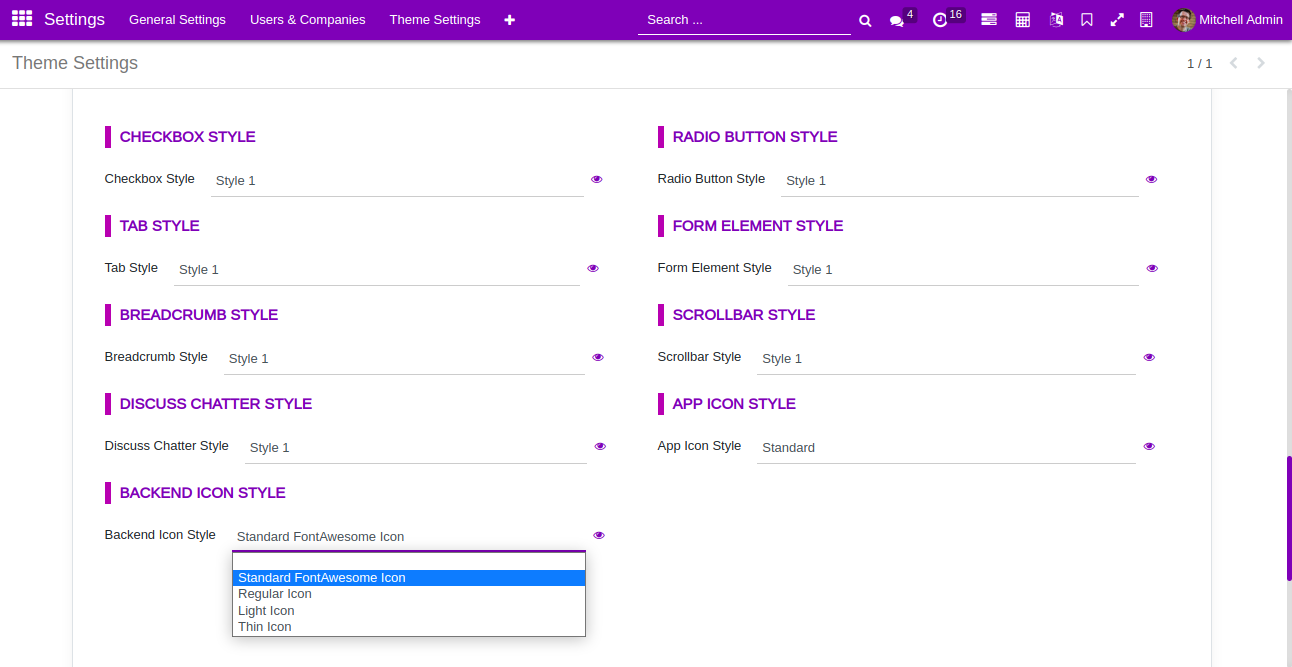 Settings General Settings Users & Companies Theme Settings Search ... 4 16 Mitchell Admin
Theme Settings 1 / 1
CHECKBOX STYLE RADIO BUTTON STYLE
Checkbox Style Style 1 Radio Button Style Style 1
TAB STYLE FORM ELEMENT STYLE
Tab Style Style 1 Form Element Style Style 1
BREADCRUMB STYLE SCROLLBAR STYLE
Breadcrumb Style Style 1 Scrollbar Style Style 1
DISCUSS CHATTER STYLE APP ICON STYLE
Discuss Chatter Style Style 1 App Icon Style Standard
BACKEND ICON STYLE
Backend Icon Style Standard FontAwesome Icon
Standard FontAwesome Icon
Regular Icon
Light Icon
Thin Icon